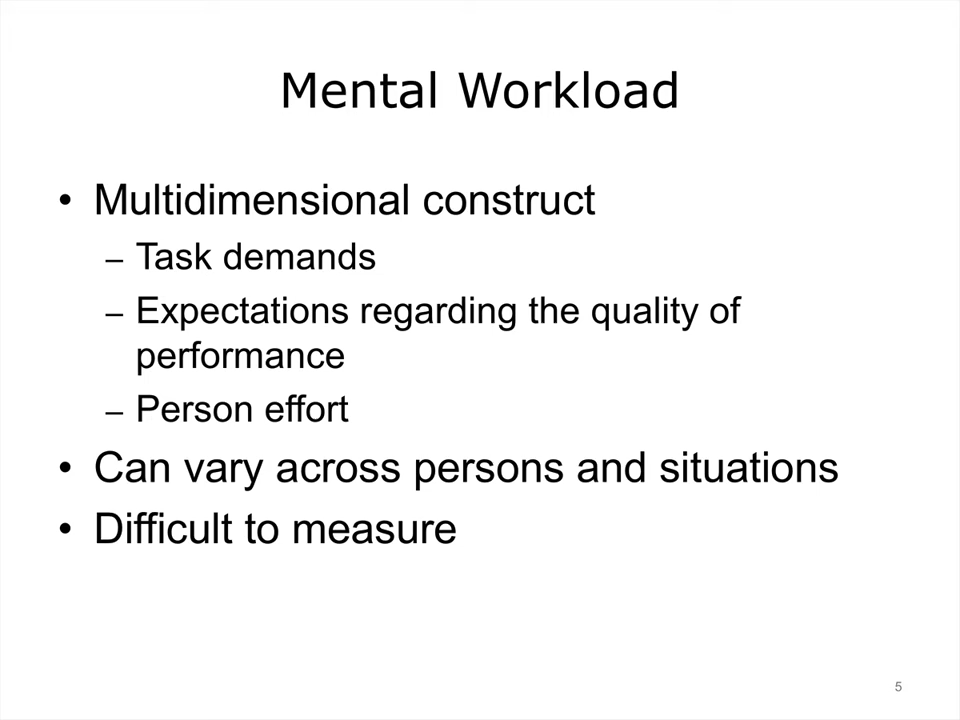 Mental Workload
• Multidimensional construct
– Task demands
– Expectations regarding the quality of
performance
– Person effort
• Can vary across persons and situations
• Difficult to measure
5